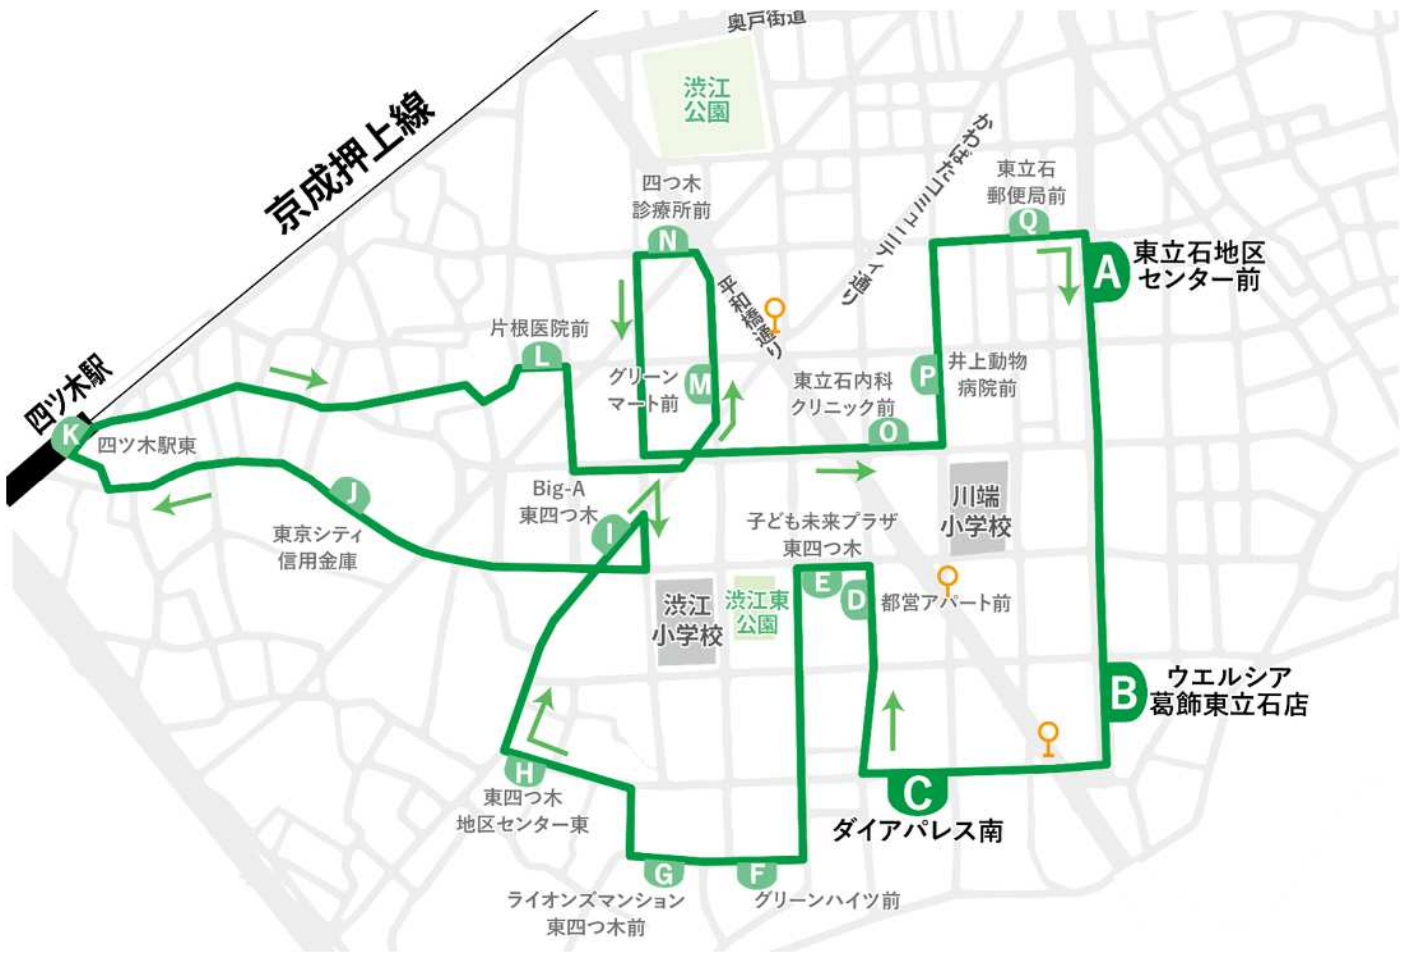 奥戸街道
渋江
公園
京成押上線
かわばたコミュニティ通り
東立石
郵便局前
Q
四つ木
診療所前
N
A
東立石地区
センター前
平和橋通り
片根医院前
L
グリーン
マート前
M
東立石内科
クリニック前
O
P
井上動物
病院前
四ツ木駅
K
四ツ木駅東
J
東京シティ
信用金庫
Big-A
東四つ木
I
川端
小学校
子ども未来プラザ
東四つ木
E
D
都営アパート前
渋江
小学校
渋江東
公園
B
ウエルシア
葛飾東立石店
H
東四つ木
地区センター東
C
ダイアパレス南
G
ライオンズマンション
東四つ木前
F
グリーンハイツ前